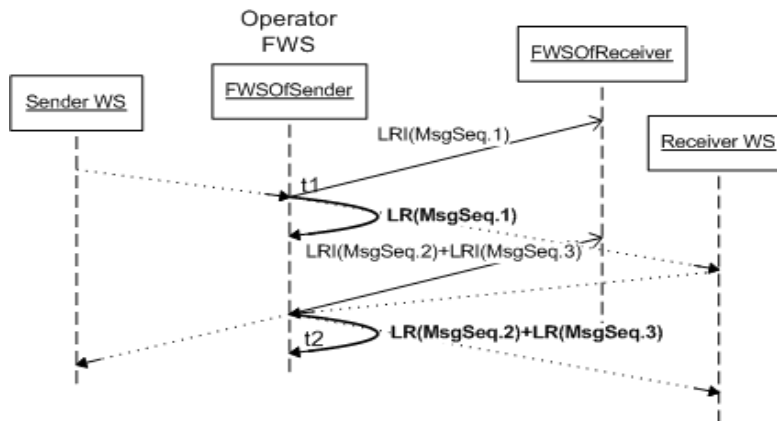 Operator
FWS
FWSOfReceiver
Sender WS
FWSOfSender
LRI(MsgSeq.1)
Receiver WS
t1
LR(MsgSeq.1)
LRI(MsgSeq.2)+LRI(MsgSeq.3)
t2
LR(MsgSeq.2)+LR(MsgSeq.3)